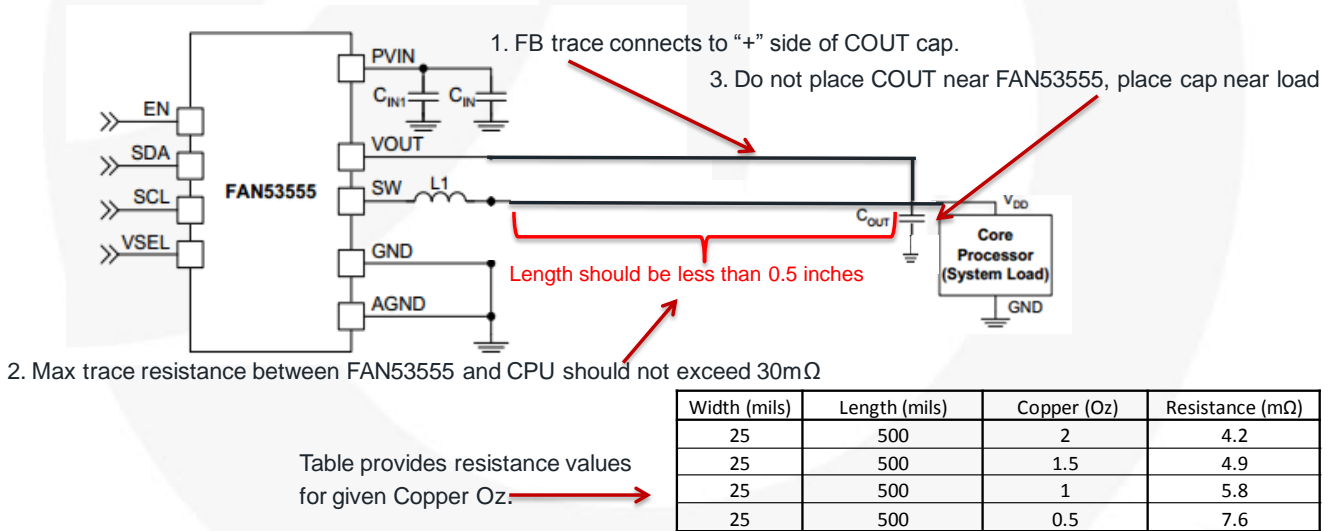 1. FB trace connects to “+” side of COUT cap.
3. Do not place COUT near FAN53555, place cap near load
PVIN
CIN1
CIN
EN
VOUT
SDA
FAN53555
SW
L1
SCL
VDD
COUT
Core
Processor
(System Load)
VSEL
GND
Length should be less than 0.5 inches
AGND
GND
2. Max trace resistance between FAN53555 and CPU should not exceed 30mΩ
Width (mils) Length (mils) Copper (Oz) Resistance (mΩ)
25 500 2 4.2
25 500 1.5 4.9
25 500 1 5.8
25 500 0.5 7.6
Table provides resistance values
for given Copper Oz.